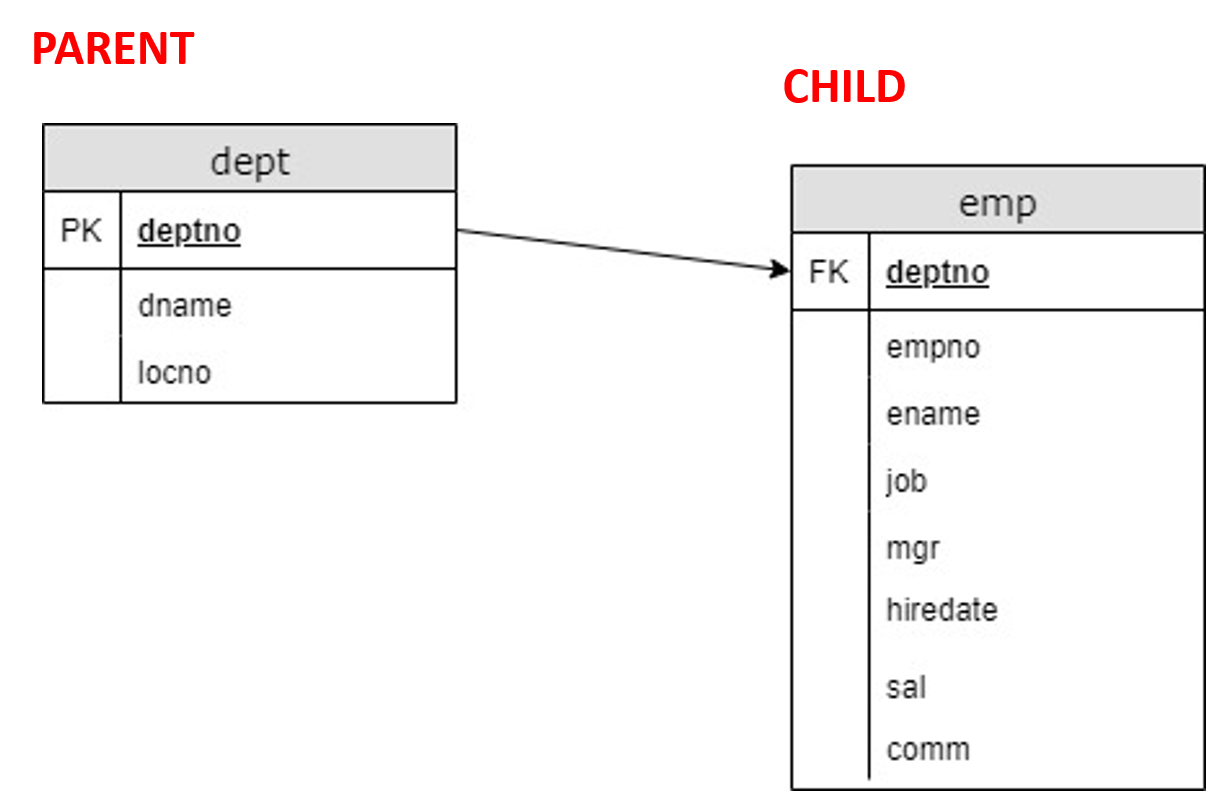 PARENT
CHILD
dept
PK deptno
dname
locno
emp
FK deptno
empno
ename
job
mgr
hiredate
sal
comm